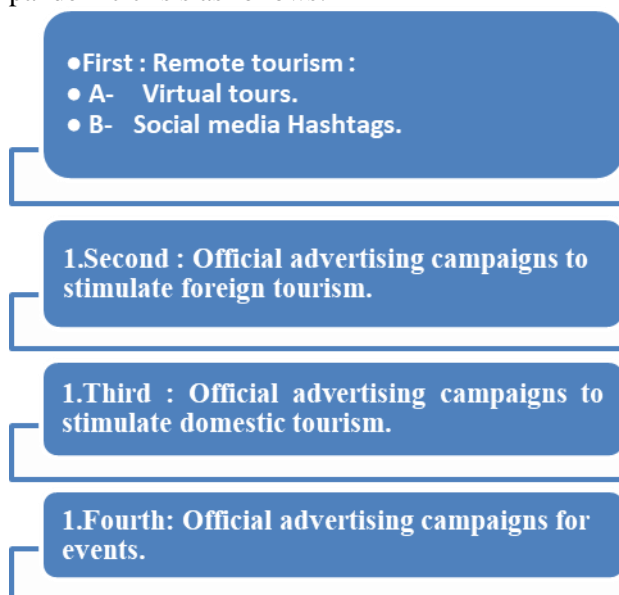 ●First : Remote tourism :
● A- Virtual tours.
● B- Social media Hashtags.
1.Second : Official advertising campaigns to
stimulate foreign tourism.
1.Third : Official advertising campaigns to
stimulate domestic tourism.
1.Fourth: Official advertising campaigns for
events.